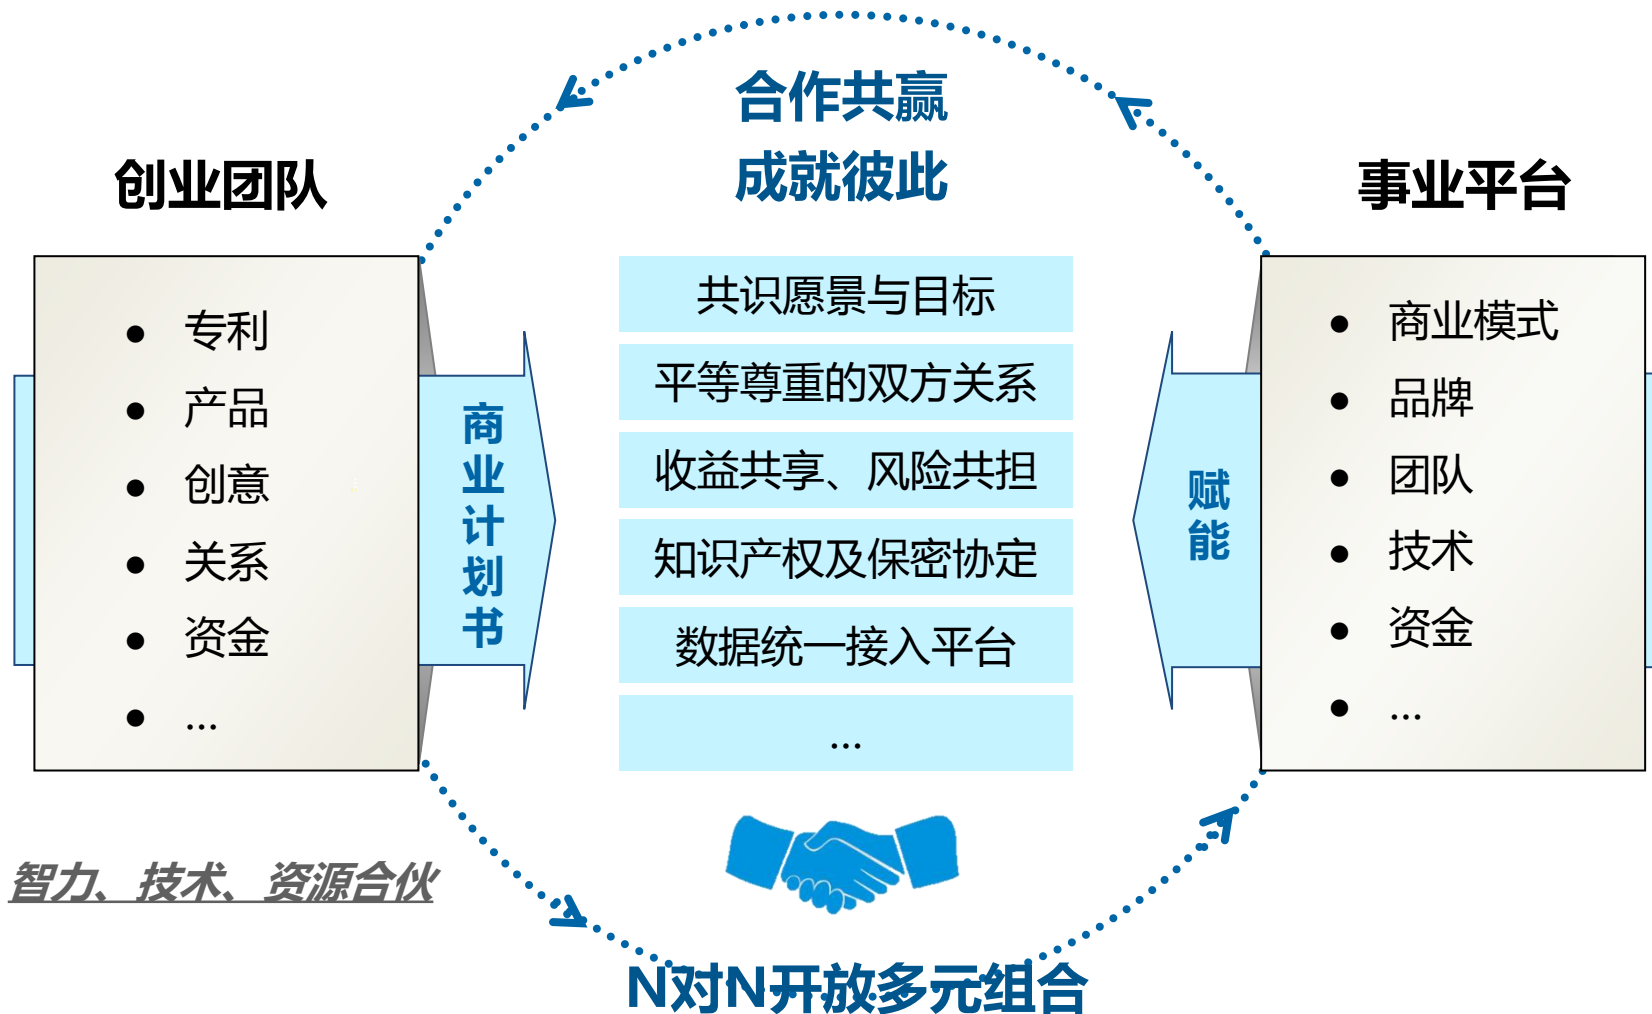 合作共赢
成就彼此
创业团队
专利
产品
创意
关系
资金
...
商业计划书
共识愿景与目标
平等尊重的双方关系
收益共享、风险共担
知识产权及保密协定
数据统一接入平台
...
赋能
事业平台
商业模式
品牌
团队
技术
资金
...
智力、技术、资源合伙
N对N开放多元组合